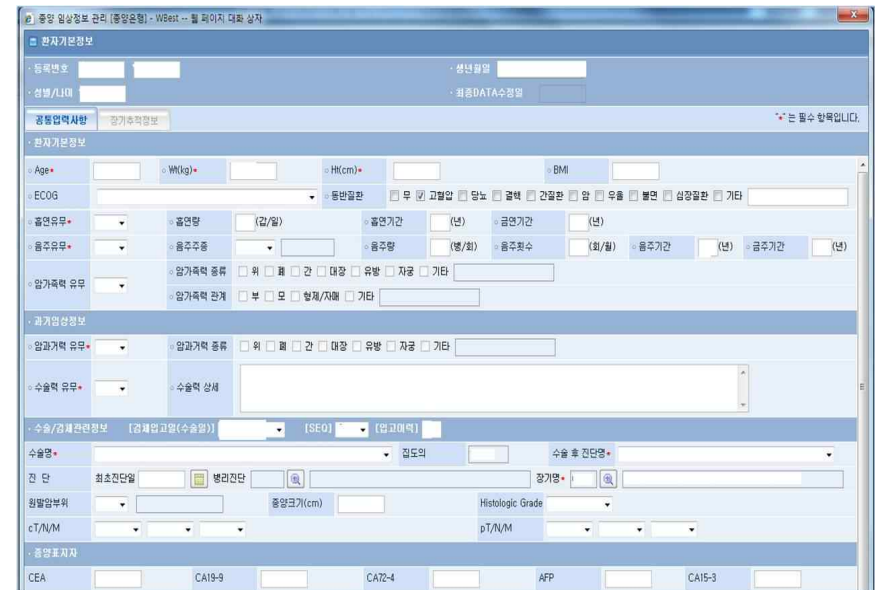 종양 임상정보 관리 [종양은행] - WBest -- 웹 페이지 대화 상자
환자기본정보
· 등록번호 · 생년월일
· 성별/나이 · 최종DATA수정일
공통입력사항 장기추적정보 "*"는 필수 항목입니다.
· 환자기본정보
Age* Wt(kg)* Ht(cm)* BMI
ECOG 동반질환 무 고혈압 당뇨 결핵 간질환 암 우울 불면 심장질환 기타
흡연유무* 흡연량 (갑/일) 흡연기간 (년) 금연기간 (년)
음주유무* 음주주종 음주량 (병/회) 음주횟수 (회/월) 음주기간 (년) 금주기간 (년)
암가족력 유무 암가족력 종류 위 폐 간 대장 유방 자궁 기타
암가족력 관계 부 모 형제/자매 기타
· 과거임상정보
암과거력 유무* 암과거력 종류 위 폐 간 대장 유방 자궁 기타
수술력 유무* 수술력 상세
· 수술/검체관련정보 [검체입고일(수술일)] [SEQ] [입고이력]
수술명* 집도의 수술 후 진단명*
진 단 최초진단일 병리진단 장기명*
원발암부위 종양크기(cm) Histologic Grade
cT/N/M pT/N/M
· 종양표지자
CEA CA19-9 CA72-4 AFP CA15-3